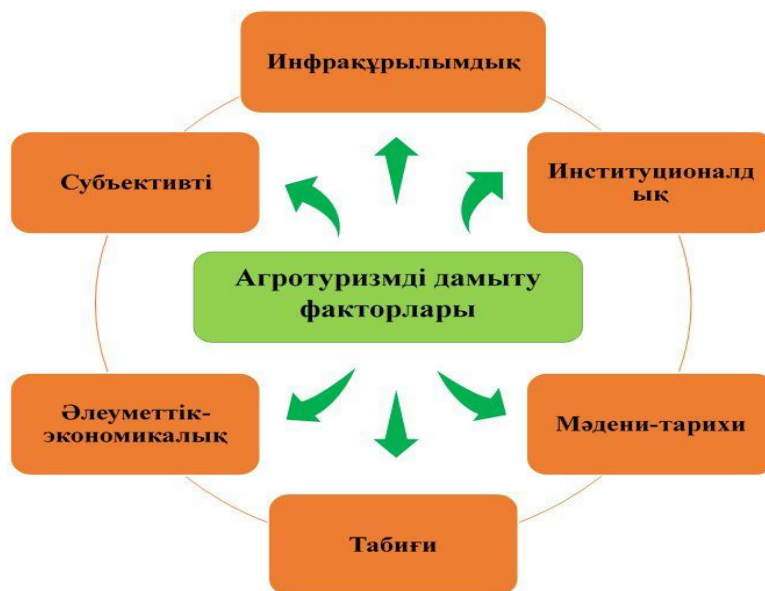 Инфрақұрылымдық
Субъективті
Институционалд
ық
Агротуризмді дамыту
факторлары
Әлеуметтік-
экономикалық
Мәдени-тарихи
Табиғи